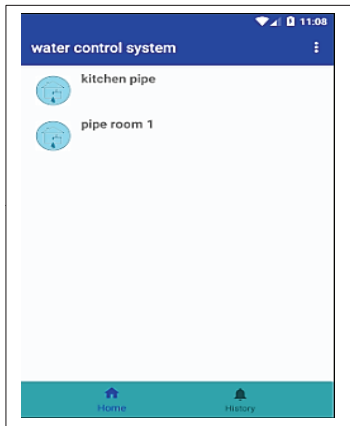 11:08
water control system
kitchen pipe
pipe room 1
Home
History